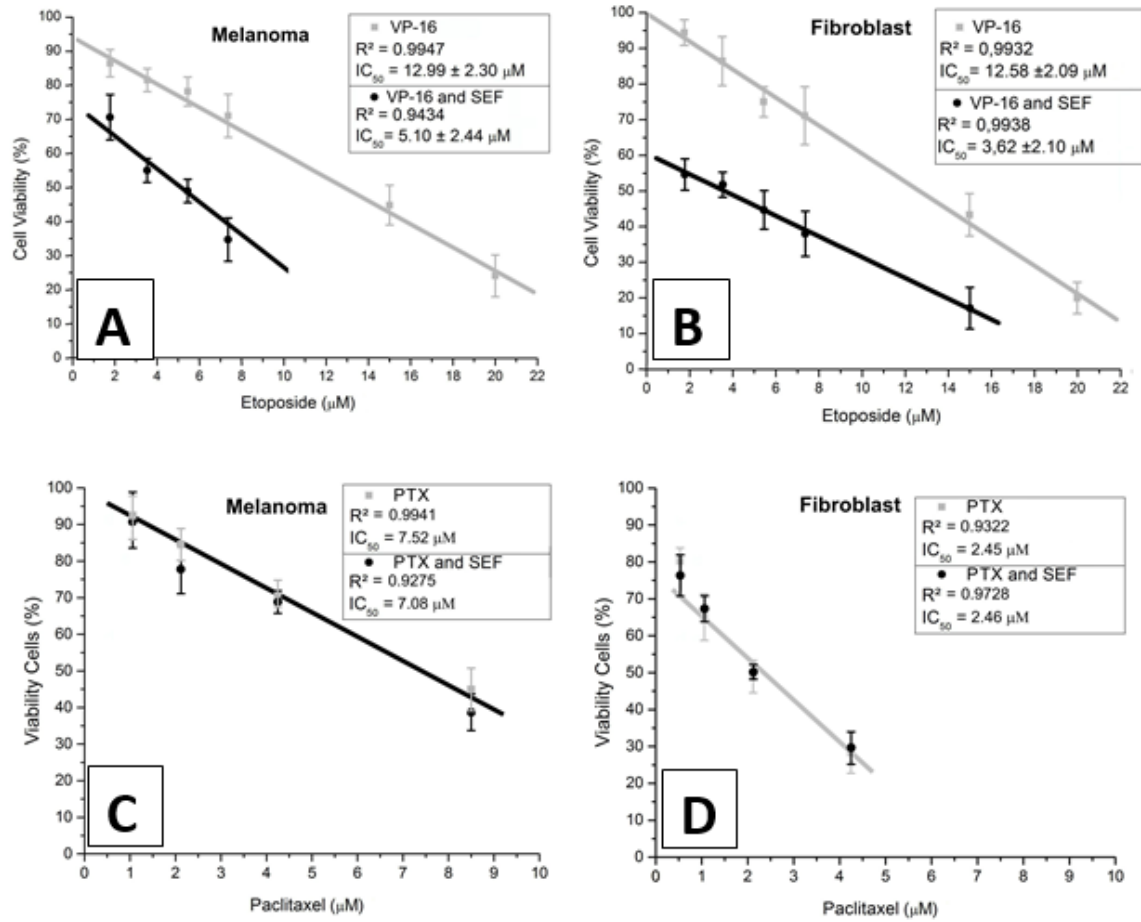 Melanoma
VP-16
R² = 0.9947
IC₅₀ = 12.99 ± 2.30 µM
VP-16 and SEF
R² = 0.9434
IC₅₀ = 5.10 ± 2.44 µM
Cell Viability (%)
100
90
80
70
60
50
40
30
20
10
0
A
0 2 4 6 8 10 12 14 16 18 20 22
Etoposide (µM)
Fibroblast
VP-16
R² = 0,9932
IC₅₀ = 12.58 ±2.09 µM
VP-16 and SEF
R² = 0,9938
IC₅₀ = 3,62 ±2.10 µM
Cell Viability (%)
100
90
80
70
60
50
40
30
20
10
0
B
0 2 4 6 8 10 12 14 16 18 20 22
Etoposide (µM)
Melanoma
PTX
R² = 0.9941
IC₅₀ = 7.52 µM
PTX and SEF
R² = 0.9275
IC₅₀ = 7.08 µM
Viability Cells (%)
100
90
80
70
60
50
40
30
20
10
0
C
0 1 2 3 4 5 6 7 8 9 10
Paclitaxel (µM)
Fibroblast
PTX
R² = 0.9322
IC₅₀ = 2.45 µM
PTX and SEF
R² = 0.9728
IC₅₀ = 2.46 µM
Viability Cells (%)
100
90
80
70
60
50
40
30
20
10
0
D
0 1 2 3 4 5 6 7 8 9 10
Paclitaxel (µM)